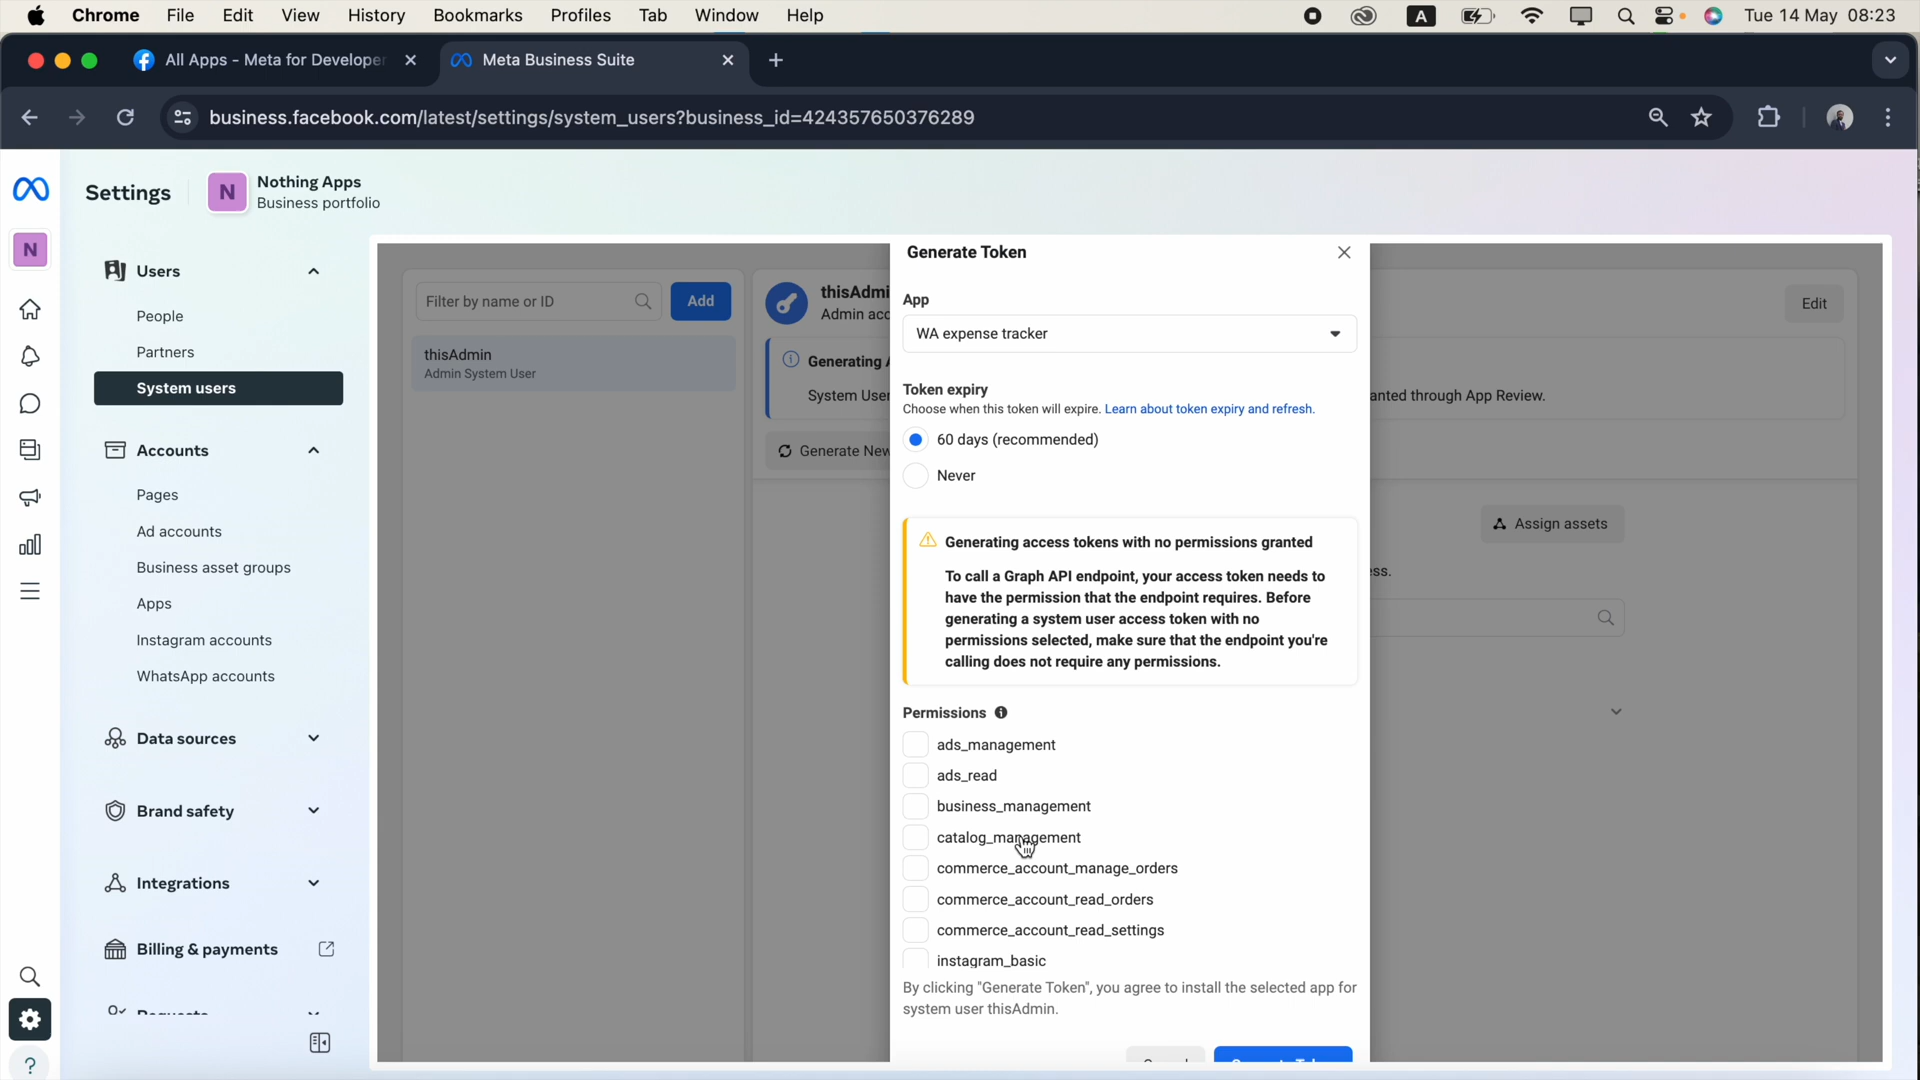 Chrome File Edit View History Bookmarks Profiles Tab Window Help A Tue 14 May 08:23
All Apps - Meta for Developer Meta Business Suite
business.facebook.com/latest/settings/system_users?business_id=424357650376289
Settings N Nothing Apps
Business portfolio
N
Users
People
Partners
System users
Accounts
Pages
Ad accounts
Business asset groups
Apps
Instagram accounts
WhatsApp accounts
Data sources
Brand safety
Integrations
Billing & payments
?
Filter by name or ID Add
thisAdmin
Admin System User
thisAdmi
Admin acc
Edit
Generating A
System User
anted through App Review.
Generate New
Assign assets
ss.
Generate Token
App
WA expense tracker
Token expiry
Choose when this token will expire. Learn about token expiry and refresh.
60 days (recommended)
Never
Generating access tokens with no permissions granted
To call a Graph API endpoint, your access token needs to
have the permission that the endpoint requires. Before
generating a system user access token with no
permissions selected, make sure that the endpoint you're
calling does not require any permissions.
Permissions
ads_management
ads_read
business_management
catalog_management
commerce_account_manage_orders
commerce_account_read_orders
commerce_account_read_settings
instagram_basic
By clicking "Generate Token", you agree to install the selected app for
system user thisAdmin.